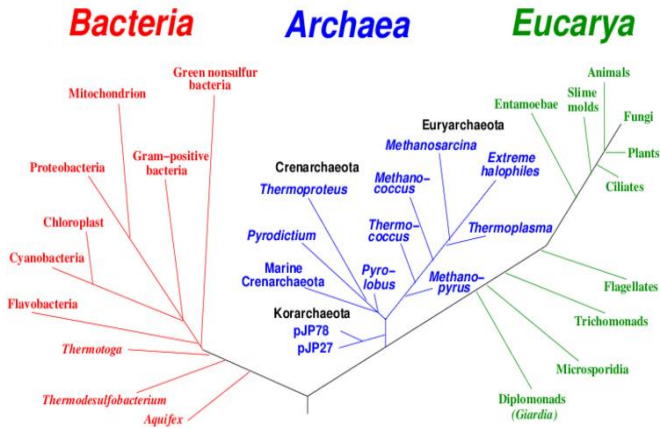 Bacteria
Archaea
Eucarya
Green nonsulfur
bacteria
Mitochondrion
Gram-positive
bacteria
Proteobacteria
Chloroplast
Cyanobacteria
Flavobacteria
Thermotoga
Thermodesulfobacterium
Aquifex
Crenarchaeota
Thermoproteus
Pyrodictium
Marine
Crenarchaeota
Pyro-
lobus
Korarchaeota
pJP78
pJP27
Euryarchaeota
Methanosarcina
Methano-
coccus
Extreme
halophiles
Thermo-
coccus
Thermoplasma
Methano-
pyrus
Entamoebae
Slime
molds
Animals
Fungi
Plants
Ciliates
Flagellates
Trichomonads
Microsporidia
Diplomonads
(Giardia)